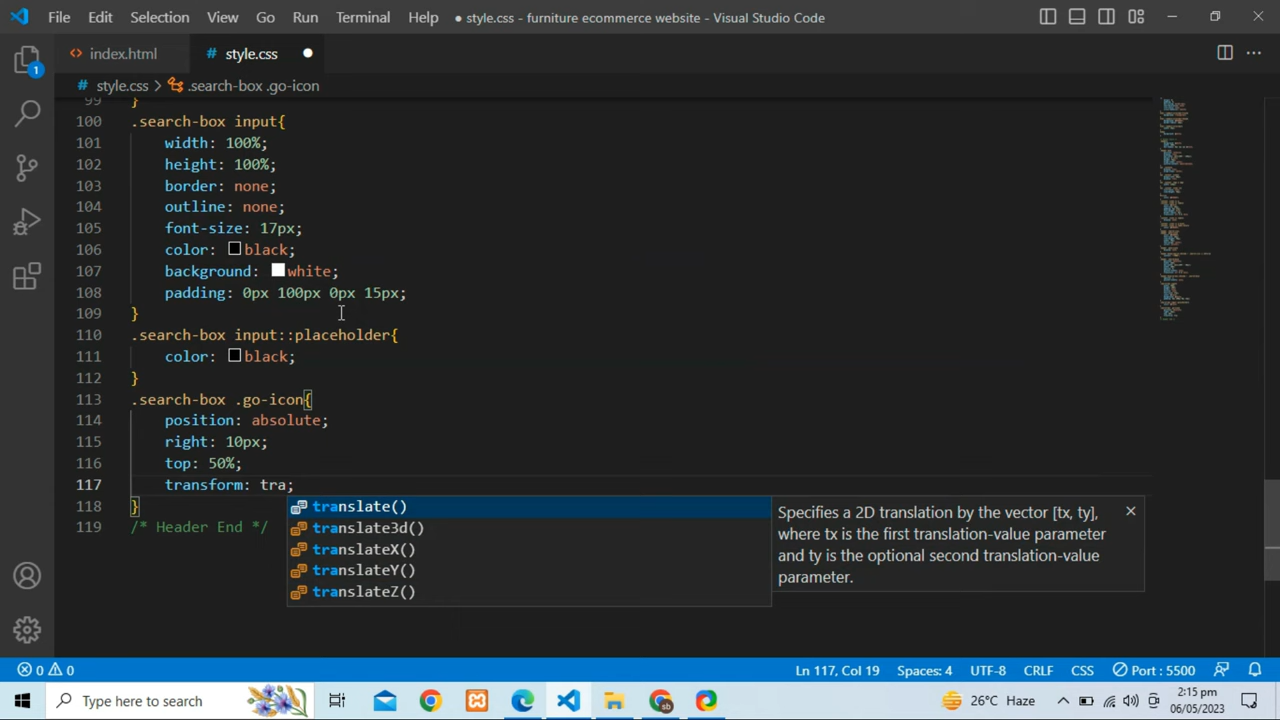 File Edit Selection View Go Run Terminal Help
● style.css - furniture ecommerce website - Visual Studio Code
index.html
# style.css ●
# style.css > .search-box .go-icon
99 }
100 .search-box input{
101 width: 100%;
102 height: 100%;
103 border: none;
104 outline: none;
105 font-size: 17px;
106 color: black;
107 background: white;
108 padding: 0px 100px 0px 15px;
109 }
110 .search-box input::placeholder{
111 color: black;
112 }
113 .search-box .go-icon{
114 position: absolute;
115 right: 10px;
116 top: 50%;
117 transform: tra;
118 }
119 /* Header End */
translate()
translate3d()
translateX()
translateY()
translateZ()
Specifies a 2D translation by the vector [tx, ty],
where tx is the first translation-value parameter
and ty is the optional second translation-value
parameter.
1
0 0
Ln 117, Col 19 Spaces: 4 UTF-8 CRLF CSS Port : 5500
Type here to search
sb
26°C Haze
2:15 pm
06/05/2023